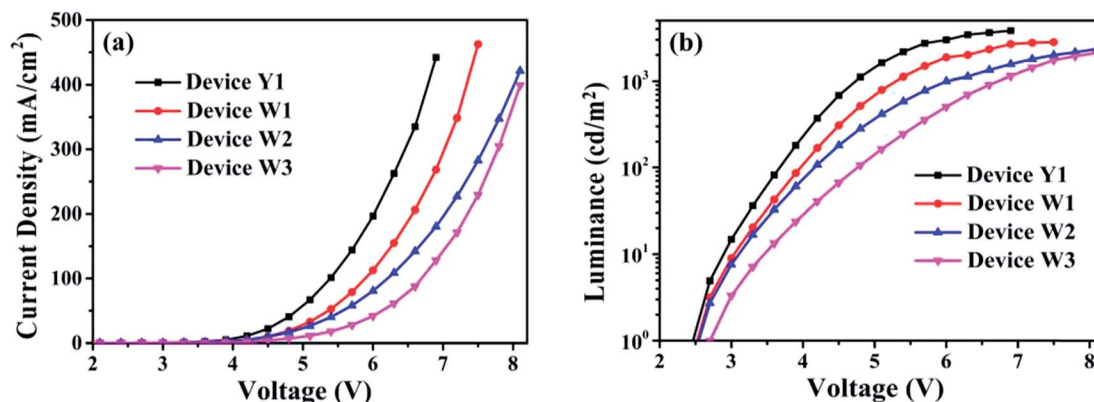 (a)
Device Y1
Device W1
Device W2
Device W3
Current Density (mA/cm²)
500
400
300
200
100
0
2 3 4 5 6 7 8
Voltage (V)
(b)
Device Y1
Device W1
Device W2
Device W3
Luminance (cd/m²)
10³
10²
10¹
10⁰
2 3 4 5 6 7 8
Voltage (V)